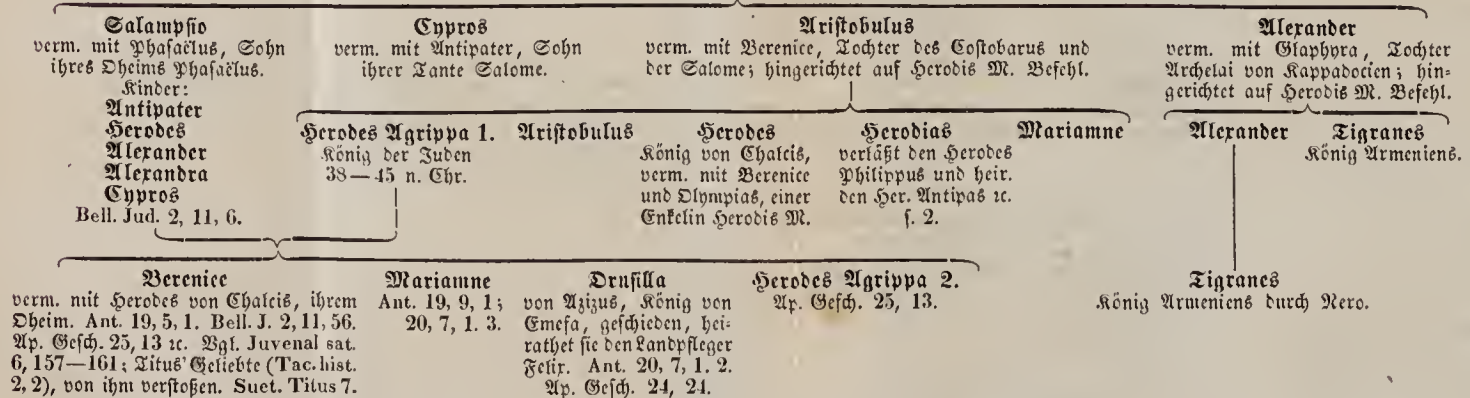 Salampsio
verm. mit Phasaëlus, Sohn
ihres Oheims Phasaëlus.
Kinder:
Antipater
Herodes
Alexander
Alexandra
Cypros
Bell. Jud. 2, 11, 6.
Cypros
verm. mit Antipater, Sohn
ihrer Tante Salome.
Aristobulus
verm. mit Berenice, Tochter des Costobarus und
der Salome; hingerichtet auf Herodis M. Befehl.
Alexander
verm. mit Glaphyra, Tochter
Archelai von Kappadocien; hin-
gerichtet auf Herodis M. Befehl.
Herodes Agrippa 1.
König der Juden
38—45 n. Chr.
Aristobulus
Herodes
König von Chalcis,
verm. mit Berenice
und Olympias, einer
Enkelin Herodis M.
Herodias
verläßt den Herodes
Philippus und heir.
den Her. Antipas ꝛc.
s. 2.
Mariamne
Alexander
Tigranes
König Armeniens.
Berenice
verm. mit Herodes von Chalcis, ihrem
Oheim. Ant. 19, 5, 1. Bell. J. 2, 11, 56.
Ap. Gesch. 25, 13 ꝛc. Vgl. Juvenal sat.
6, 157—161; Titus' Geliebte (Tac. hist.
2, 2), von ihm verstoßen. Suet. Titus 7.
Mariamne
Ant. 19, 9, 1;
20, 7, 1. 3.
Drusilla
von Azizus, König von
Emesa, geschieden, hei-
rathet sie den Landpfleger
Felix. Ant. 20, 7, 1. 2.
Ap. Gesch. 24, 24.
Herodes Agrippa 2.
Ap. Gesch. 25, 13.
Tigranes
König Armeniens durch Nero.